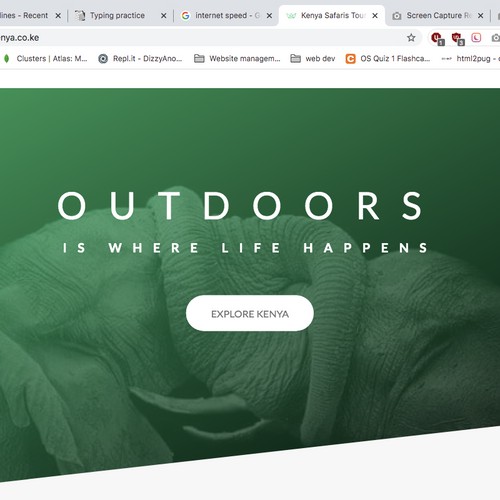 lines - Recent
Typing practice
internet speed - G
Kenya Safaris Tour
Screen Capture Re
nya.co.ke
Clusters | Atlas: M...
Repl.it - DizzyAno...
Website managem...
web dev
OS Quiz 1 Flashca...
html2pug -
OUTDOORS
IS WHERE LIFE HAPPENS
EXPLORE KENYA